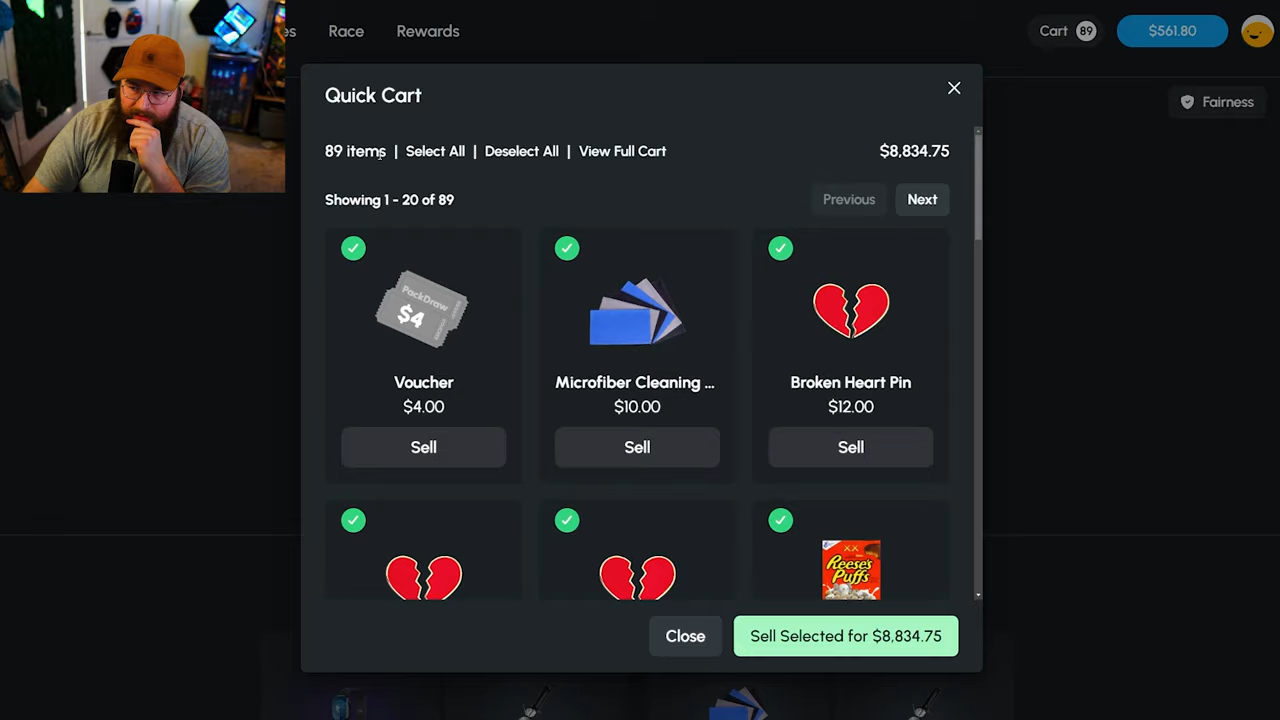 es Race Rewards Cart 89 $561.80
Fairness
Quick Cart
89 items | Select All | Deselect All | View Full Cart $8,834.75
Showing 1 - 20 of 89 Previous Next
PackDraw
$4
Voucher Microfiber Cleaning ... Broken Heart Pin
$4.00 $10.00 $12.00
Sell Sell Sell
Reese's
Puffs
Close Sell Selected for $8,834.75